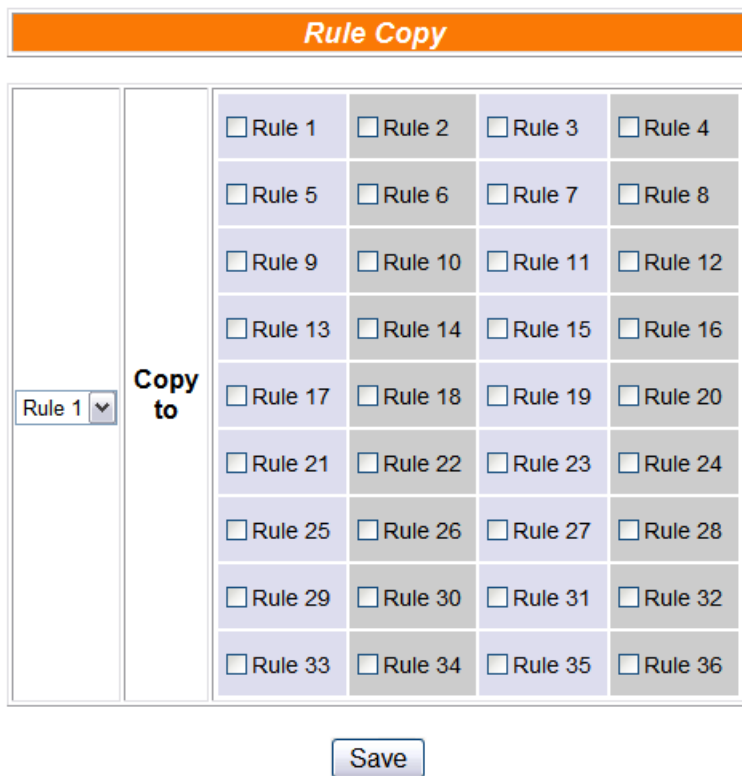 Rule Copy
Rule 1 Rule 2 Rule 3 Rule 4
Rule 5 Rule 6 Rule 7 Rule 8
Rule 9 Rule 10 Rule 11 Rule 12
Rule 13 Rule 14 Rule 15 Rule 16
Rule 1
Copy
to
Rule 17 Rule 18 Rule 19 Rule 20
Rule 21 Rule 22 Rule 23 Rule 24
Rule 25 Rule 26 Rule 27 Rule 28
Rule 29 Rule 30 Rule 31 Rule 32
Rule 33 Rule 34 Rule 35 Rule 36
Save